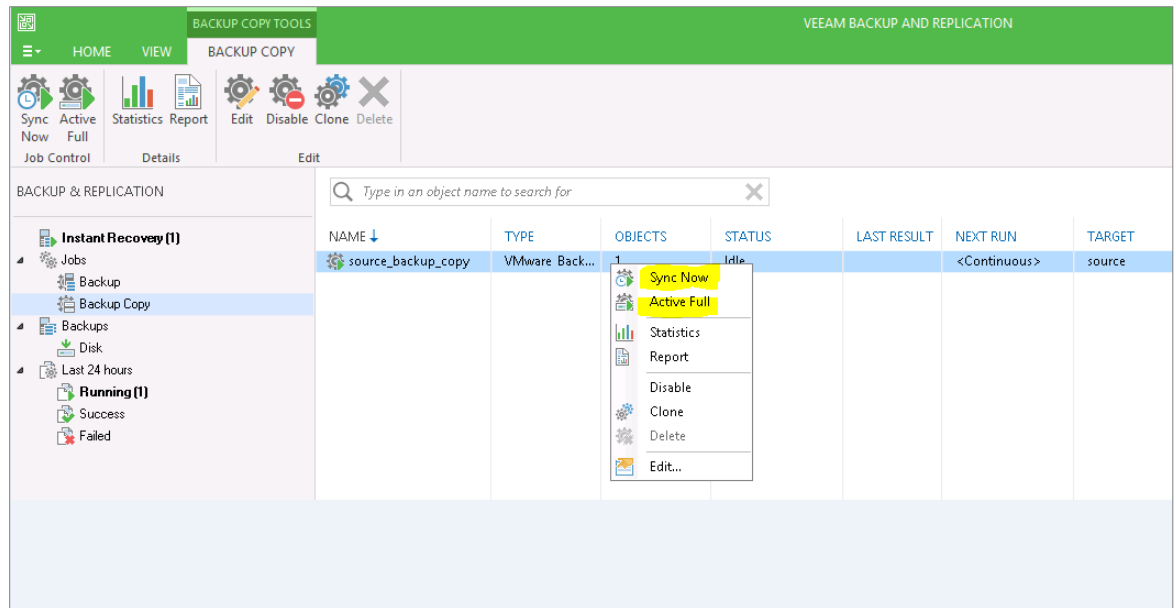 BACKUP COPY TOOLS
VEEAM BACKUP AND REPLICATION
HOME VIEW BACKUP COPY
Sync Now
Active Full
Statistics
Report
Edit
Disable
Clone
Delete
Job Control
Details
Edit
BACKUP & REPLICATION
Instant Recovery (1)
Jobs
Backup
Backup Copy
Backups
Disk
Last 24 hours
Running (1)
Success
Failed
Type in an object name to search for
NAME TYPE OBJECTS STATUS LAST RESULT NEXT RUN TARGET
source_backup_copy VMware Back... 1 Idle <Continuous> source
Sync Now
Active Full
Statistics
Report
Disable
Clone
Delete
Edit...